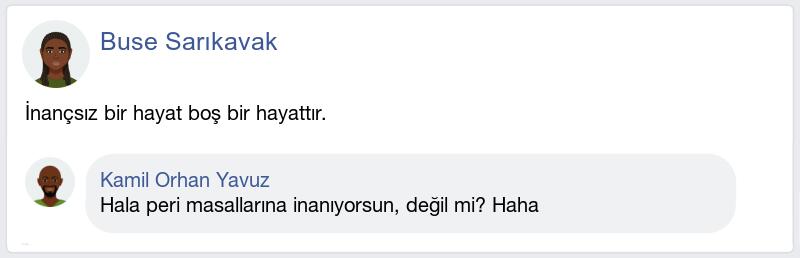 Buse Sarıkavak
İnançsız bir hayat boş bir hayattır.
Kamil Orhan Yavuz
Hala peri masallarına inanıyorsun, değil mi? Haha